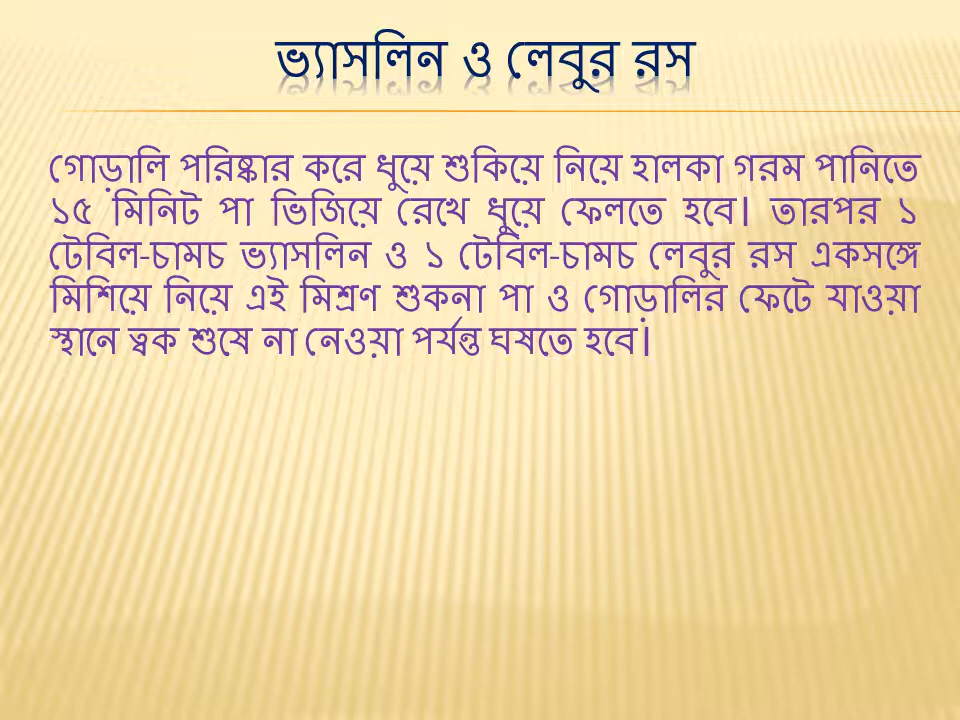 ভ্যাসলিন ও লেবুর রস
গোড়ালি পরিষ্কার করে ধুয়ে শুকিয়ে নিয়ে হালকা গরম পানিতে
১৫ মিনিট পা ভিজিয়ে রেখে ধুয়ে ফেলতে হবে। তারপর ১
টেবিল-চামচ ভ্যাসলিন ও ১ টেবিল-চামচ লেবুর রস একসঙ্গে
মিশিয়ে নিয়ে এই মিশ্রণ শুকনা পা ও গোড়ালির ফেটে যাওয়া
স্থানে ত্বক শুষে না নেওয়া পর্যন্ত ঘষতে হবে।